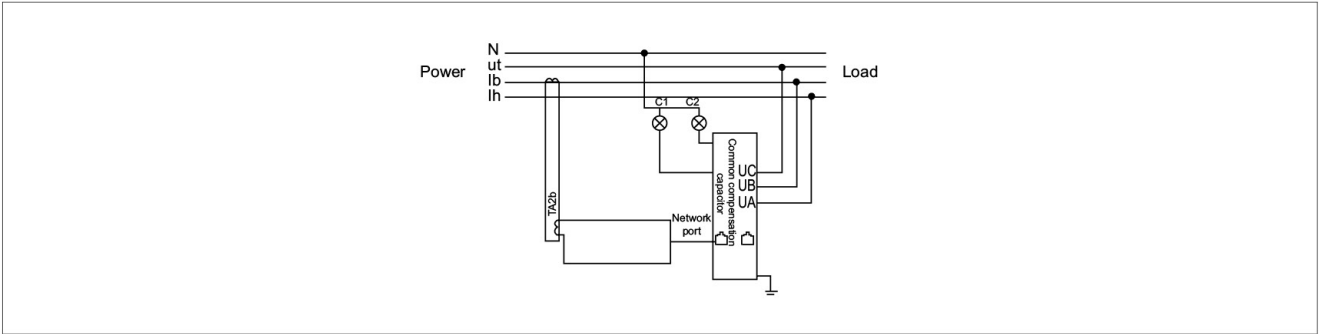 N
ut
Power
Load
Ib
Ih
C1 C2
Common compensation
capacitor
UC
UB
UA
TA2b
Network
port